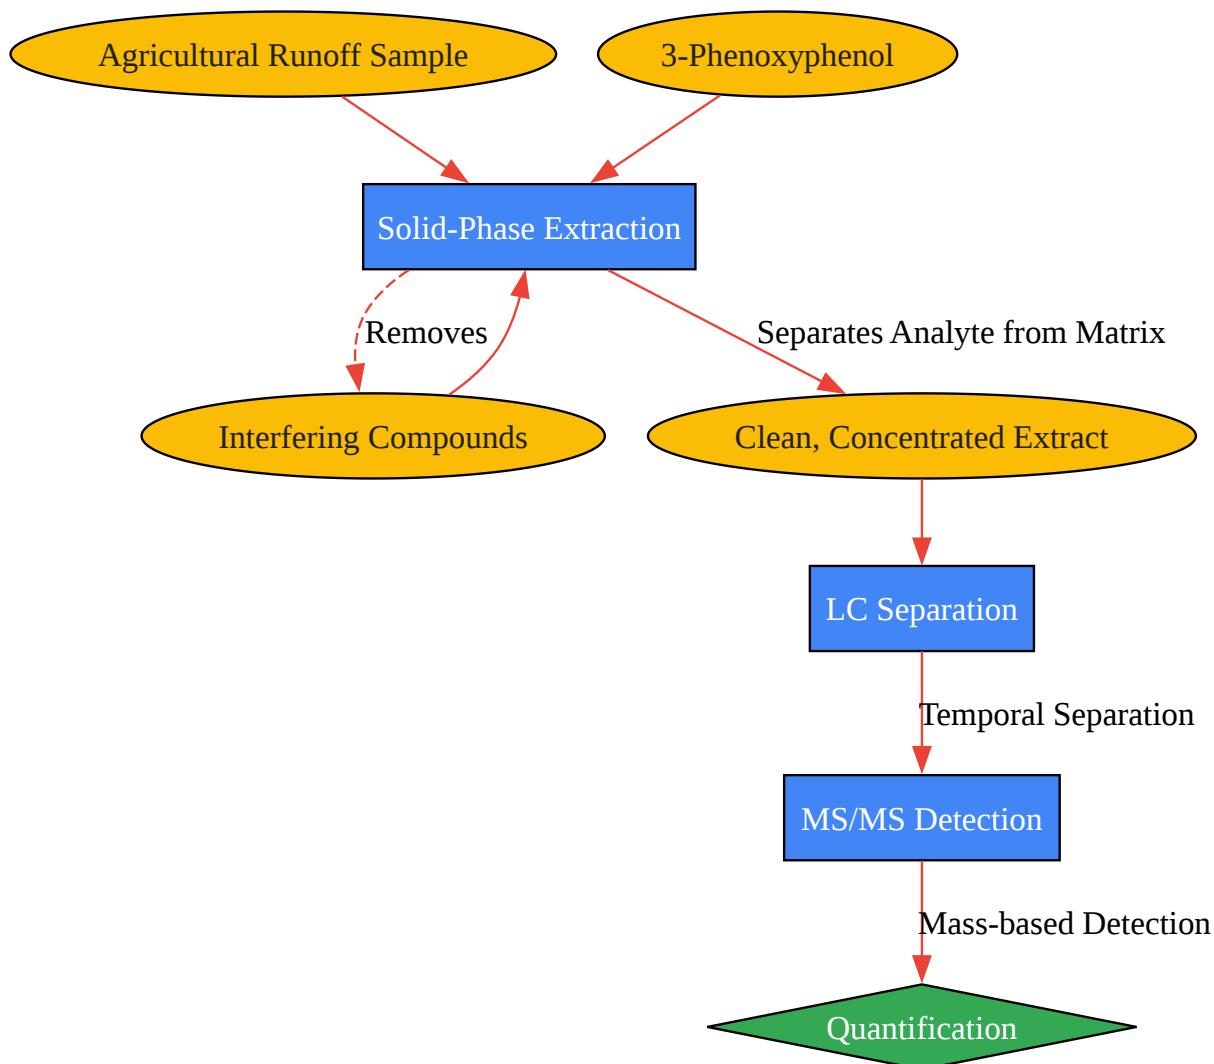 Agricultural Runoff Sample
3-Phenoxyphenol
Solid-Phase Extraction
Removes
Separates Analyte from Matrix
Interfering Compounds
Clean, Concentrated Extract
LC Separation
Temporal Separation
MS/MS Detection
Mass-based Detection
Quantification